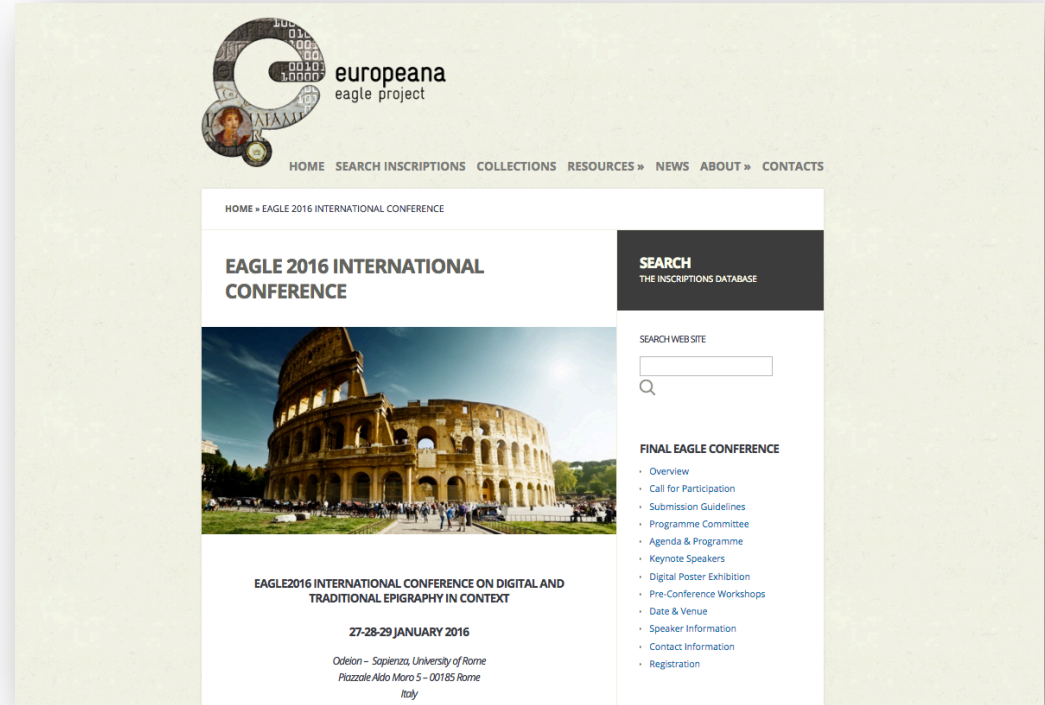 europeana
eagle project
HOME SEARCH INSCRIPTIONS COLLECTIONS RESOURCES » NEWS ABOUT » CONTACTS
HOME » EAGLE 2016 INTERNATIONAL CONFERENCE
EAGLE 2016 INTERNATIONAL
CONFERENCE
EAGLE2016 INTERNATIONAL CONFERENCE ON DIGITAL AND
TRADITIONAL EPIGRAPHY IN CONTEXT
27-28-29 JANUARY 2016
Odeion – Sapienza, University of Rome
Piazzale Aldo Moro 5 – 00185 Rome
Italy
SEARCH
THE INSCRIPTIONS DATABASE
SEARCH WEB SITE
FINAL EAGLE CONFERENCE
Overview
Call for Participation
Submission Guidelines
Programme Committee
Agenda & Programme
Keynote Speakers
Digital Poster Exhibition
Pre-Conference Workshops
Date & Venue
Speaker Information
Contact Information
Registration